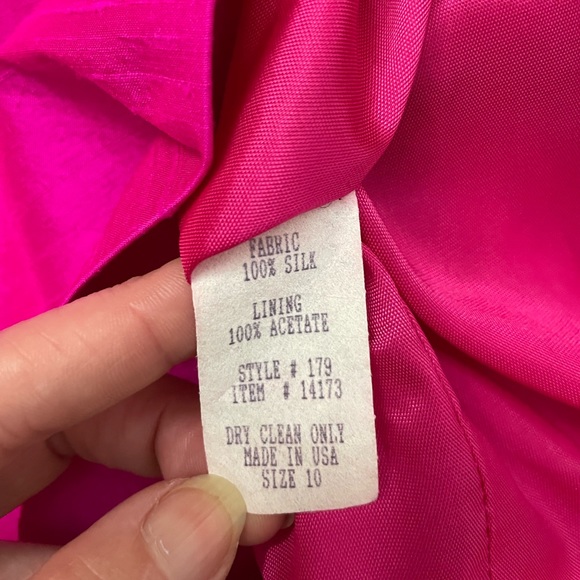 FABRIC
100% SILK
LINING
100% ACETATE
STYLE # 179
ITEM # 14173
DRY CLEAN ONLY
MADE IN USA
SIZE 10